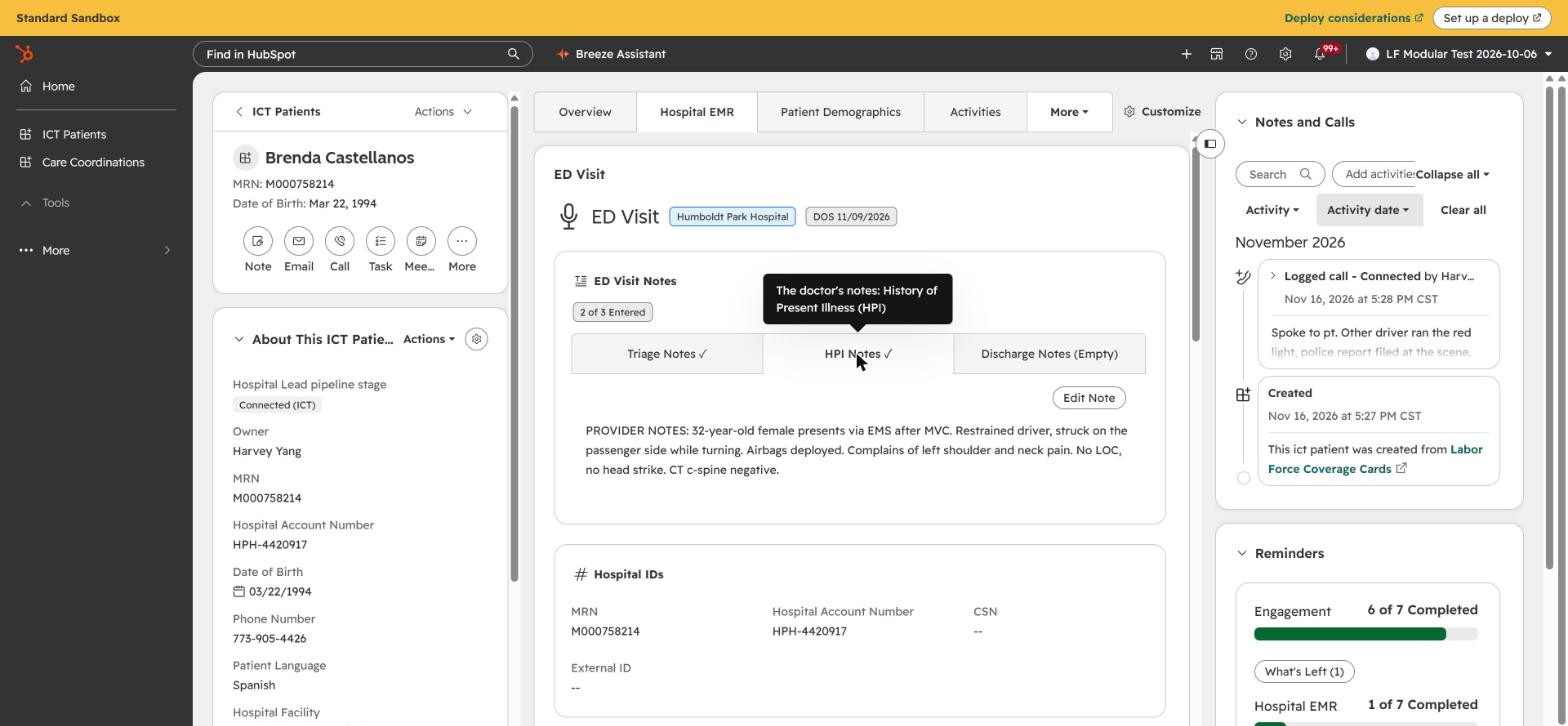 Standard Sandbox
Deploy considerations
Set up a deploy
Find in HubSpot
Breeze Assistant
99+
LF Modular Test 2026-10-06
Home
ICT Patients
Care Coordinations
Tools
More
ICT Patients
Actions
Brenda Castellanos
MRN: M000758214
Date of Birth: Mar 22, 1994
Note
Email
Call
Task
Mee...
More
About This ICT Patie...
Actions
Hospital Lead pipeline stage
Connected (ICT)
Owner
Harvey Yang
MRN
M000758214
Hospital Account Number
HPH-4420917
Date of Birth
03/22/1994
Phone Number
773-905-4426
Patient Language
Spanish
Hospital Facility
Overview
Hospital EMR
Patient Demographics
Activities
More
Customize
ED Visit
ED Visit
Humboldt Park Hospital
DOS 11/09/2026
ED Visit Notes
2 of 3 Entered
The doctor's notes: History of
Present Illness (HPI)
Triage Notes ✓
HPI Notes ✓
Discharge Notes (Empty)
Edit Note
PROVIDER NOTES: 32-year-old female presents via EMS after MVC. Restrained driver, struck on the
passenger side while turning. Airbags deployed. Complains of left shoulder and neck pain. No LOC,
no head strike. CT c-spine negative.
# Hospital IDs
MRN
M000758214
Hospital Account Number
HPH-4420917
CSN
--
External ID
--
Notes and Calls
Search
Add activities
Collapse all
Activity
Activity date
Clear all
November 2026
Logged call - Connected by Harv...
Nov 16, 2026 at 5:28 PM CST
Spoke to pt. Other driver ran the red
light, police report filed at the scene.
Created
Nov 16, 2026 at 5:27 PM CST
This ict patient was created from Labor
Force Coverage Cards
Reminders
Engagement
6 of 7 Completed
What's Left (1)
Hospital EMR
1 of 7 Completed